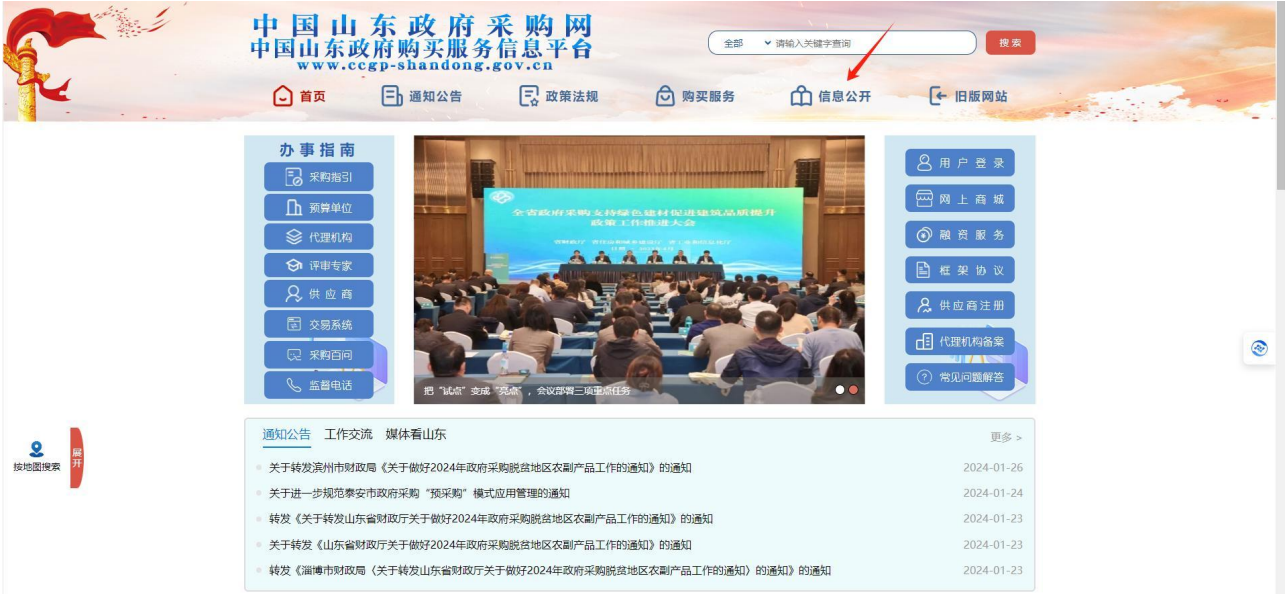 中国山东政府采购网
中国山东政府购买服务信息平台
www.ccgp-shandong.gov.cn
全部 请输入关键字查询 搜索
首页 通知公告 政策法规 购买服务 信息公开 旧版网站
办事指南
采购指引
预算单位
代理机构
评审专家
供应商
交易系统
采购百问
监督电话
全省政府采购支持绿色建材促进建筑品质提升
政策工作推进大会
把“试点”变成“亮点”，会议部署三项重点任务
用户登录
网上商城
融资服务
框架协议
供应商注册
代理机构备案
常见问题解答
按地图搜索
展开
通知公告 工作交流 媒体看山东 更多 >
关于转发滨州市财政局《关于做好2024年政府采购脱贫地区农副产品工作的通知》的通知 2024-01-26
关于进一步规范泰安市政府采购“预采购”模式应用管理的通知 2024-01-24
转发《关于转发山东省财政厅关于做好2024年政府采购脱贫地区农副产品工作的通知》的通知 2024-01-23
关于转发《山东省财政厅关于做好2024年政府采购脱贫地区农副产品工作的通知》的通知 2024-01-23
转发《淄博市财政局〈关于转发山东省财政厅关于做好2024年政府采购脱贫地区农副产品工作的通知〉的通知》的通知 2024-01-23